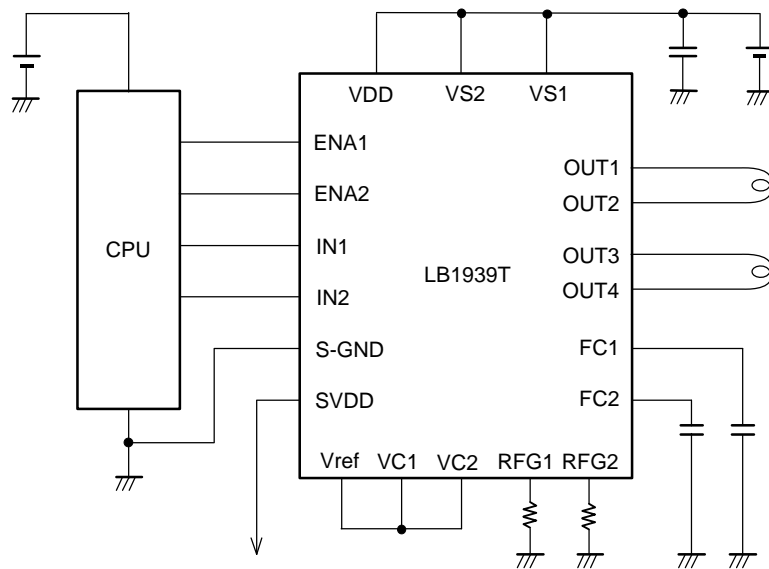 VDD VS2 VS1
ENA1
OUT1
ENA2
OUT2
CPU
IN1
OUT3
LB1939T
IN2
OUT4
S-GND
FC1
SVDD
FC2
Vref VC1 VC2 RFG1 RFG2